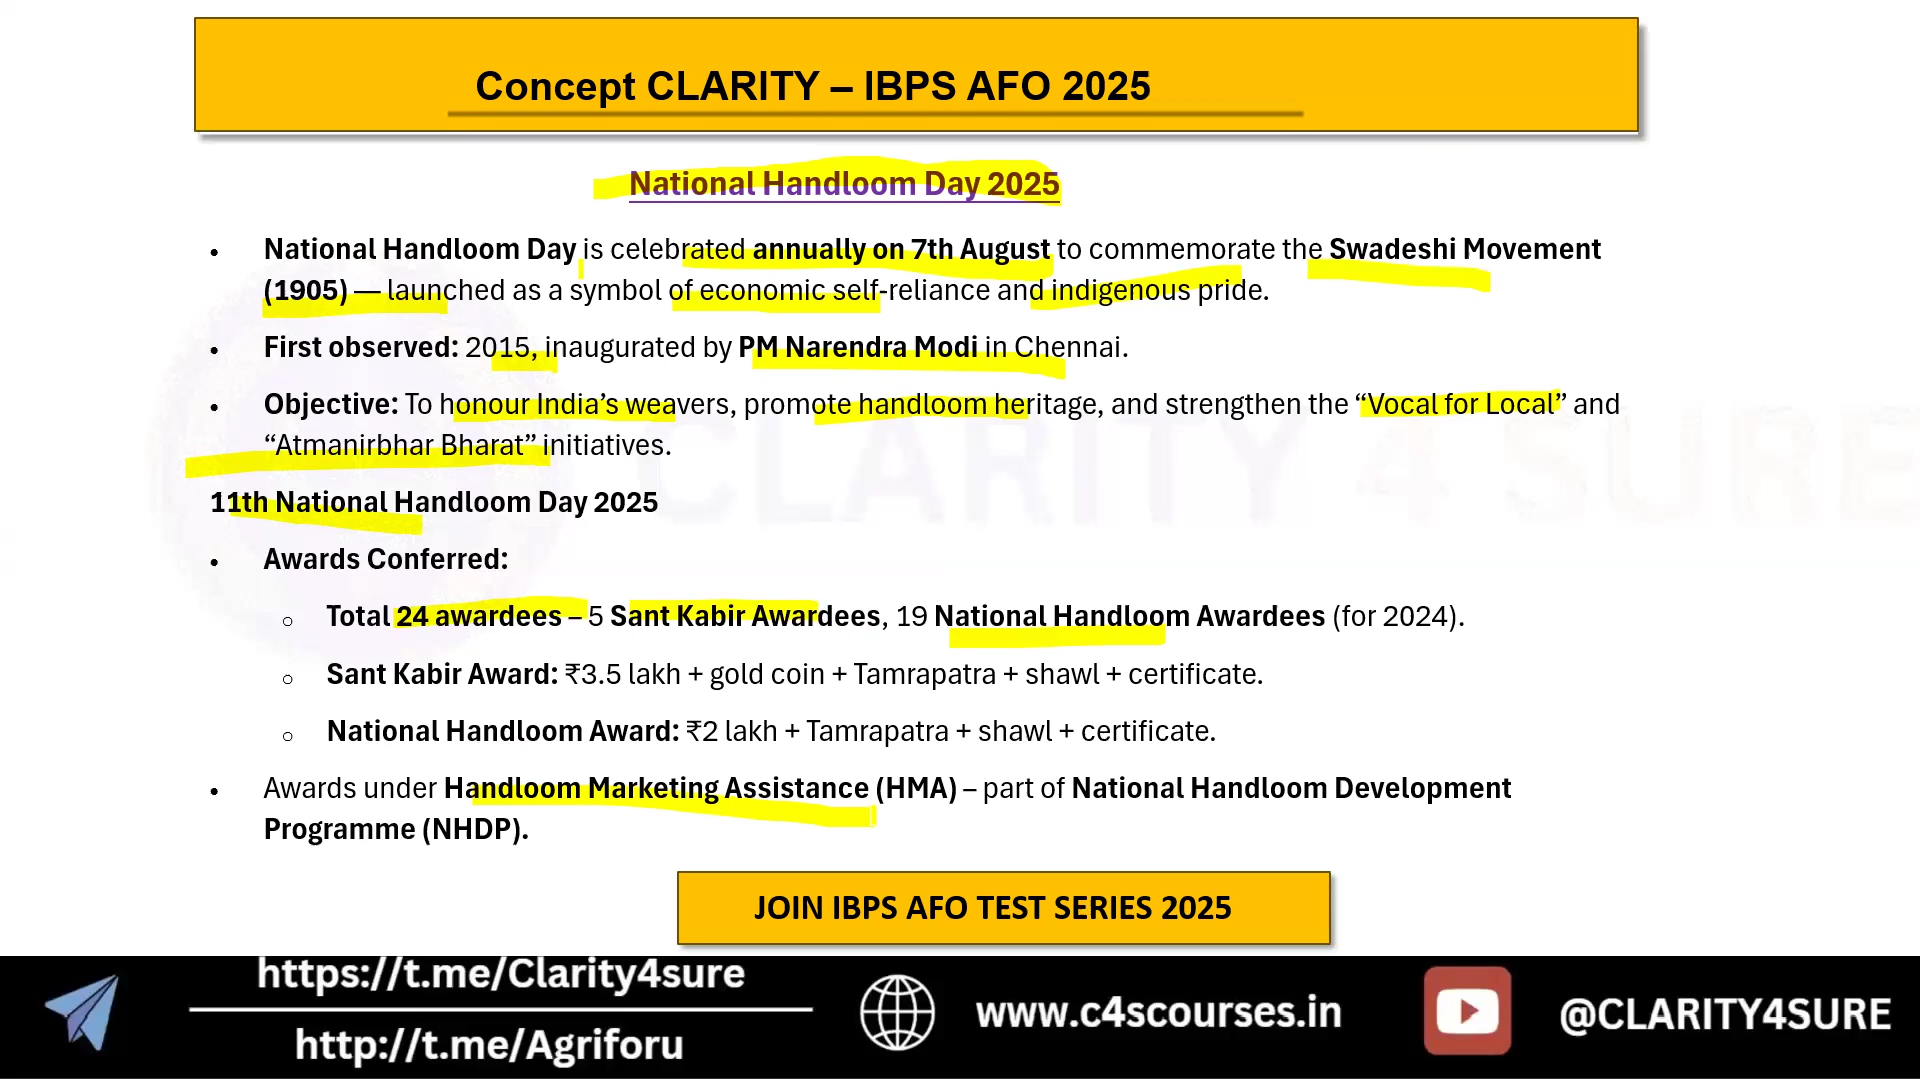 Concept CLARITY – IBPS AFO 2025
National Handloom Day 2025
• National Handloom Day is celebrated annually on 7th August to commemorate the Swadeshi Movement
(1905) — launched as a symbol of economic self-reliance and indigenous pride.
• First observed: 2015, inaugurated by PM Narendra Modi in Chennai.
• Objective: To honour India’s weavers, promote handloom heritage, and strengthen the “Vocal for Local” and
“Atmanirbhar Bharat” initiatives.
11th National Handloom Day 2025
• Awards Conferred:
○ Total 24 awardees – 5 Sant Kabir Awardees, 19 National Handloom Awardees (for 2024).
○ Sant Kabir Award: ₹3.5 lakh + gold coin + Tamrapatra + shawl + certificate.
○ National Handloom Award: ₹2 lakh + Tamrapatra + shawl + certificate.
• Awards under Handloom Marketing Assistance (HMA) – part of National Handloom Development
Programme (NHDP).
CLARITY 4 SURE
JOIN IBPS AFO TEST SERIES 2025
https://t.me/Clarity4sure
http://t.me/Agriforu
www.c4scourses.in
@CLARITY4SURE